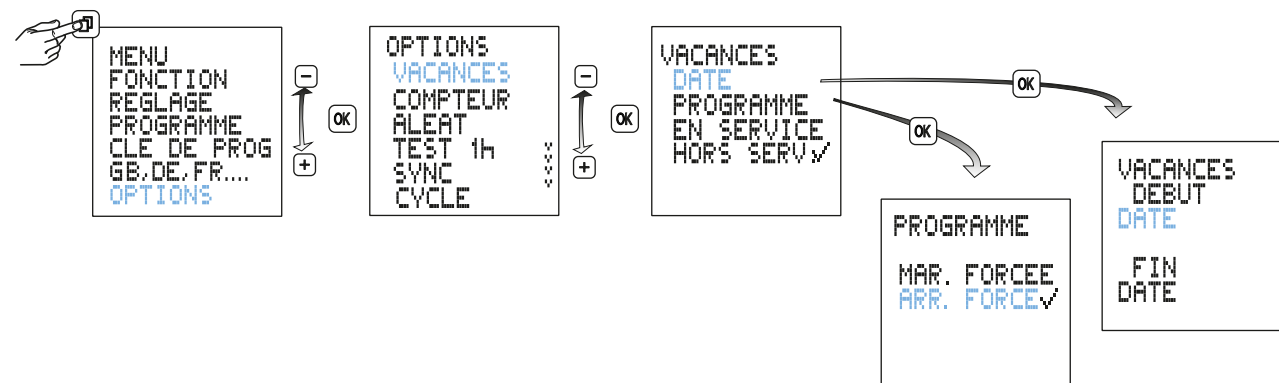 MENU
FONCTION
REGLAGE
PROGRAMME
CLE DE PROG
GB,DE,FR....
OPTIONS
−
OK
+
OPTIONS
VACANCES
COMPTEUR
ALEAT
TEST 1h
SYNC
CYCLE
−
OK
+
VACANCES
DATE
PROGRAMME
EN SERVICE
HORS SERV✓
OK
OK
PROGRAMME
MAR. FORCEE
ARR. FORCE✓
VACANCES
DEBUT
DATE
FIN
DATE